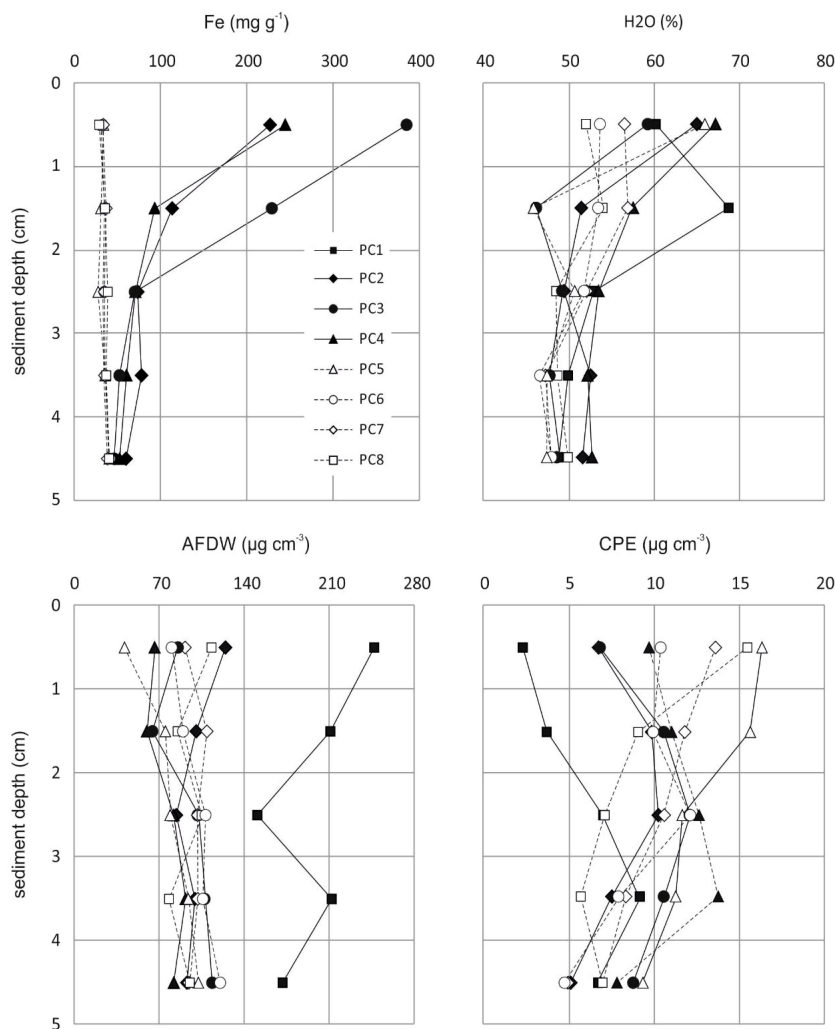 Fe (mg g⁻¹)
0 100 200 300 400
0
1
2
3
4
5
sediment depth (cm)
PC1
PC2
PC3
PC4
PC5
PC6
PC7
PC8
H2O (%)
40 50 60 70 80
AFDW (µg cm⁻³)
0 70 140 210 280
0
1
2
3
4
5
sediment depth (cm)
CPE (µg cm⁻³)
0 5 10 15 20